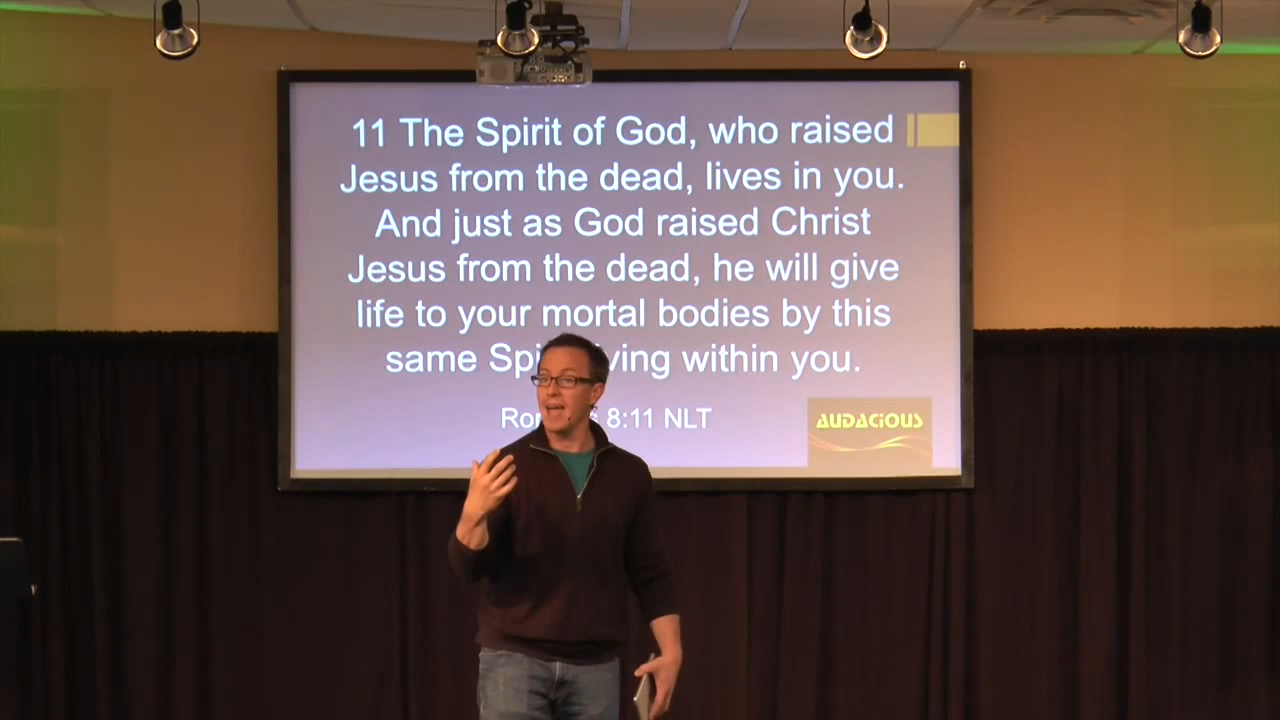 11 The Spirit of God, who raised
Jesus from the dead, lives in you.
And just as God raised Christ
Jesus from the dead, he will give
life to your mortal bodies by this
same within you.
8:11 NLT
AUDACIOUS